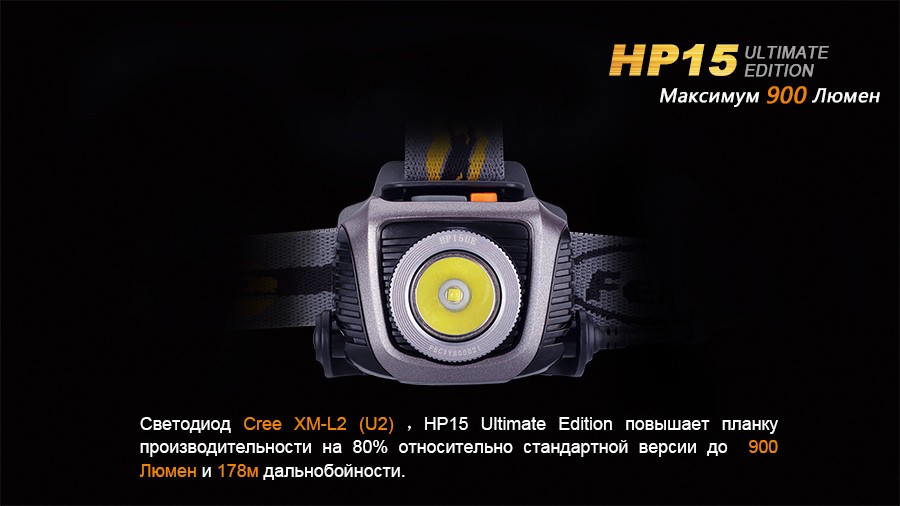 HP15 ULTIMATE
EDITION
Максимум 900 Люмен
HP15UE
Светодиод Cree XM-L2 (U2) , HP15 Ultimate Edition повышает планку
производительности на 80% относительно стандартной версии до 900
Люмен и 178м дальнобойности.